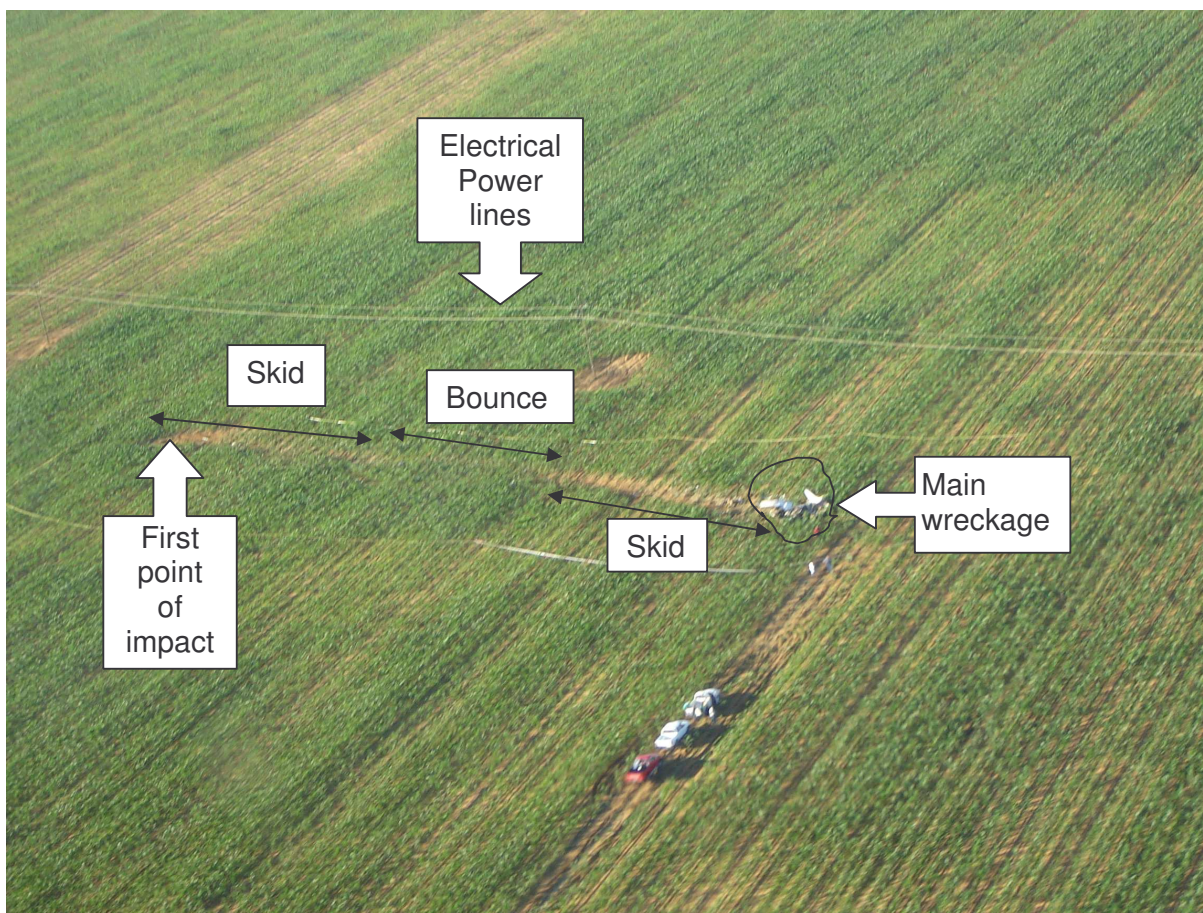 Electrical
Power
lines
Skid
Bounce
First
point
of
impact
Skid
Main
wreckage